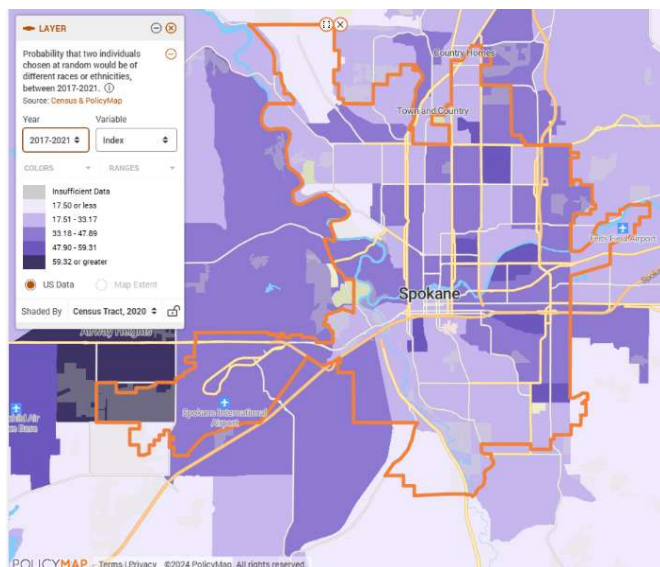 LAYER
Probability that two individuals
chosen at random would be of
different races or ethnicities,
between 2017-2021.
Source: Census & PolicyMap
Year Variable
2017-2021 Index
COLORS RANGES
Insufficient Data
17.50 or less
17.51 - 33.17
33.18 - 47.89
47.90 - 59.31
59.32 or greater
US Data Map Extent
Shaded By Census Tract, 2020
Country Homes
Town and Country
Felts Field Airport
Spokane
Airway Heights
Spokane International
Airport
Air
Base
POLICYMAP - Terms | Privacy ©2024 PolicyMap. All rights reserved.